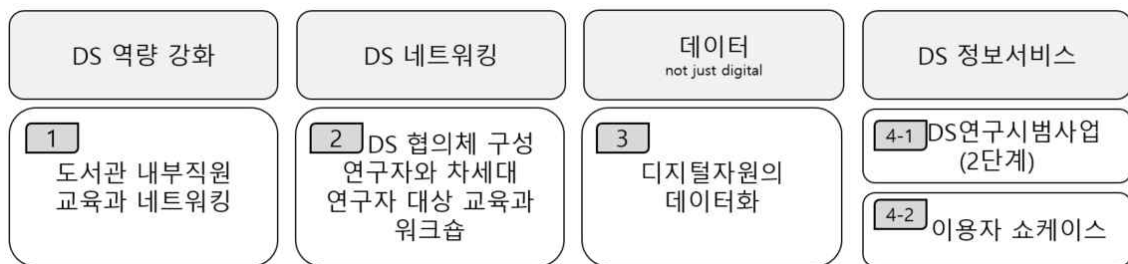 DS 역량 강화
DS 네트워킹
데이터
not just digital
DS 정보서비스
1
도서관 내부직원
교육과 네트워킹
2 DS 협의체 구성
연구자와 차세대
연구자 대상 교육과
워크숍
3
디지털자원의
데이터화
4-1 DS연구시범사업
(2단계)
4-2 이용자 쇼케이스